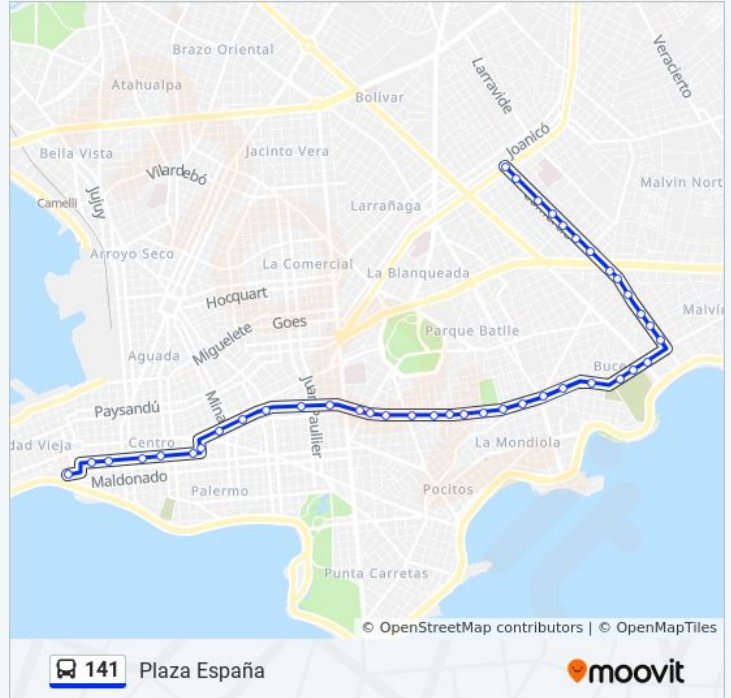 Brazo Oriental
Larravide
Veracierto
Atahualpa
Bolívar
Joanicó
Bella Vista
Jacinto Vera
Vilardebó
Malvin Nort
Camelli
Jujuy
Larrañaga
Arroyo Seco
La Comercial
La Blanqueada
Hocquart
Goes
Miguelete
Parque Batlle
Malvín
Aguada
Buceo
Juan Paullier
Paysandú
Mina
dad Vieja
Centro
La Mondiola
Maldonado
Palermo
Pocitos
Punta Carretas
© OpenStreetMap contributors | © OpenMapTiles
141 Plaza España
moovit